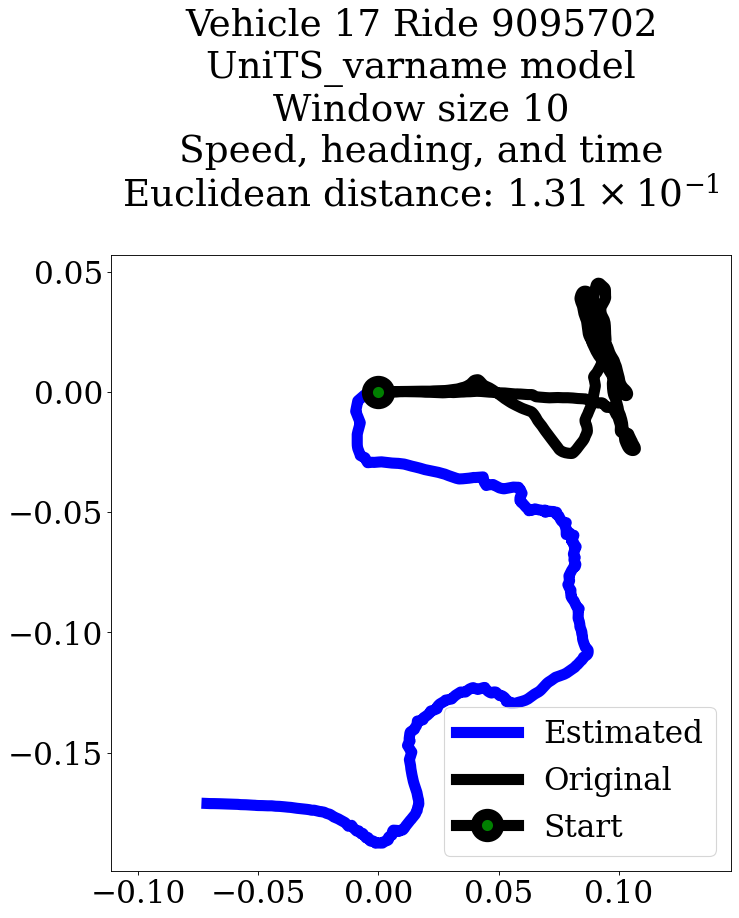 Vehicle 17 Ride 9095702
UniTS_varname model
Window size 10
Speed, heading, and time
Euclidean distance: 1.31 × 10⁻¹
0.05
0.00
−0.05
−0.10
−0.15
Estimated
Original
Start
−0.10 −0.05 0.00 0.05 0.10